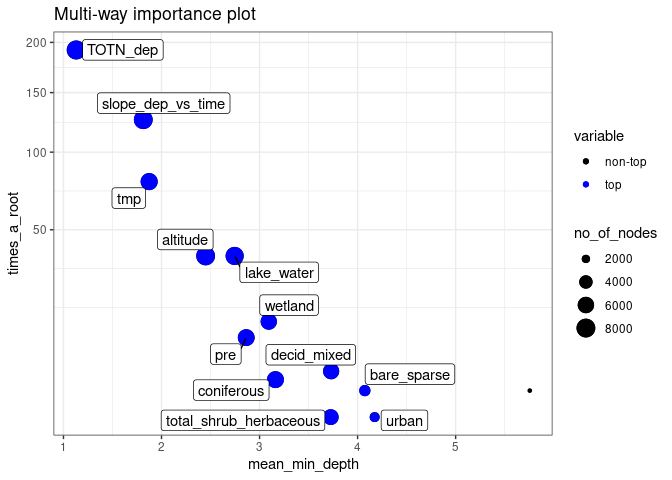 Multi-way importance plot
200
150
100
50
times_a_root
TOTN_dep
slope_dep_vs_time
tmp
altitude
lake_water
wetland
pre
decid_mixed
bare_sparse
coniferous
total_shrub_herbaceous
urban
1
2
3
4
5
mean_min_depth
variable
non-top
top
no_of_nodes
2000
4000
6000
8000